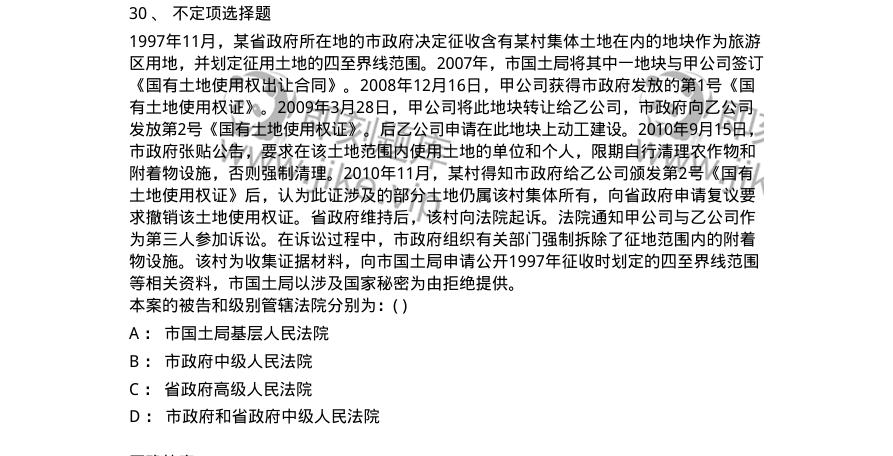 30 、 不定项选择题
1997年11月，某省政府所在地的市政府决定征收含有某村集体土地在内的地块作为旅游
区用地，并划定征用土地的四至界线范围。2007年，市国土局将其中一地块与甲公司签订
《国有土地使用权出让合同》。2008年12月16日，甲公司获得市政府发放的第1号《国
有土地使用权证》。2009年3月28日，甲公司将此地块转让给乙公司，市政府向乙公司
发放第2号《国有土地使用权证》。后乙公司申请在此地块上动工建设。2010年9月15日，
市政府张贴公告，要求在该土地范围内使用土地的单位和个人，限期自行清理农作物和
附着物设施，否则强制清理。2010年11月，某村得知市政府给乙公司颁发第2号《国有
土地使用权证》后，认为此证涉及的部分土地仍属该村集体所有，向省政府申请复议要
求撤销该土地使用权证。省政府维持后，该村向法院起诉。法院通知甲公司与乙公司作
为第三人参加诉讼。在诉讼过程中，市政府组织有关部门强制拆除了征地范围内的附着
物设施。该村为收集证据材料，向市国土局申请公开1997年征收时划定的四至界线范围
等相关资料，市国土局以涉及国家秘密为由拒绝提供。
本案的被告和级别管辖法院分别为：( )
A ： 市国土局基层人民法院
B ： 市政府中级人民法院
C ： 省政府高级人民法院
D ： 市政府和省政府中级人民法院